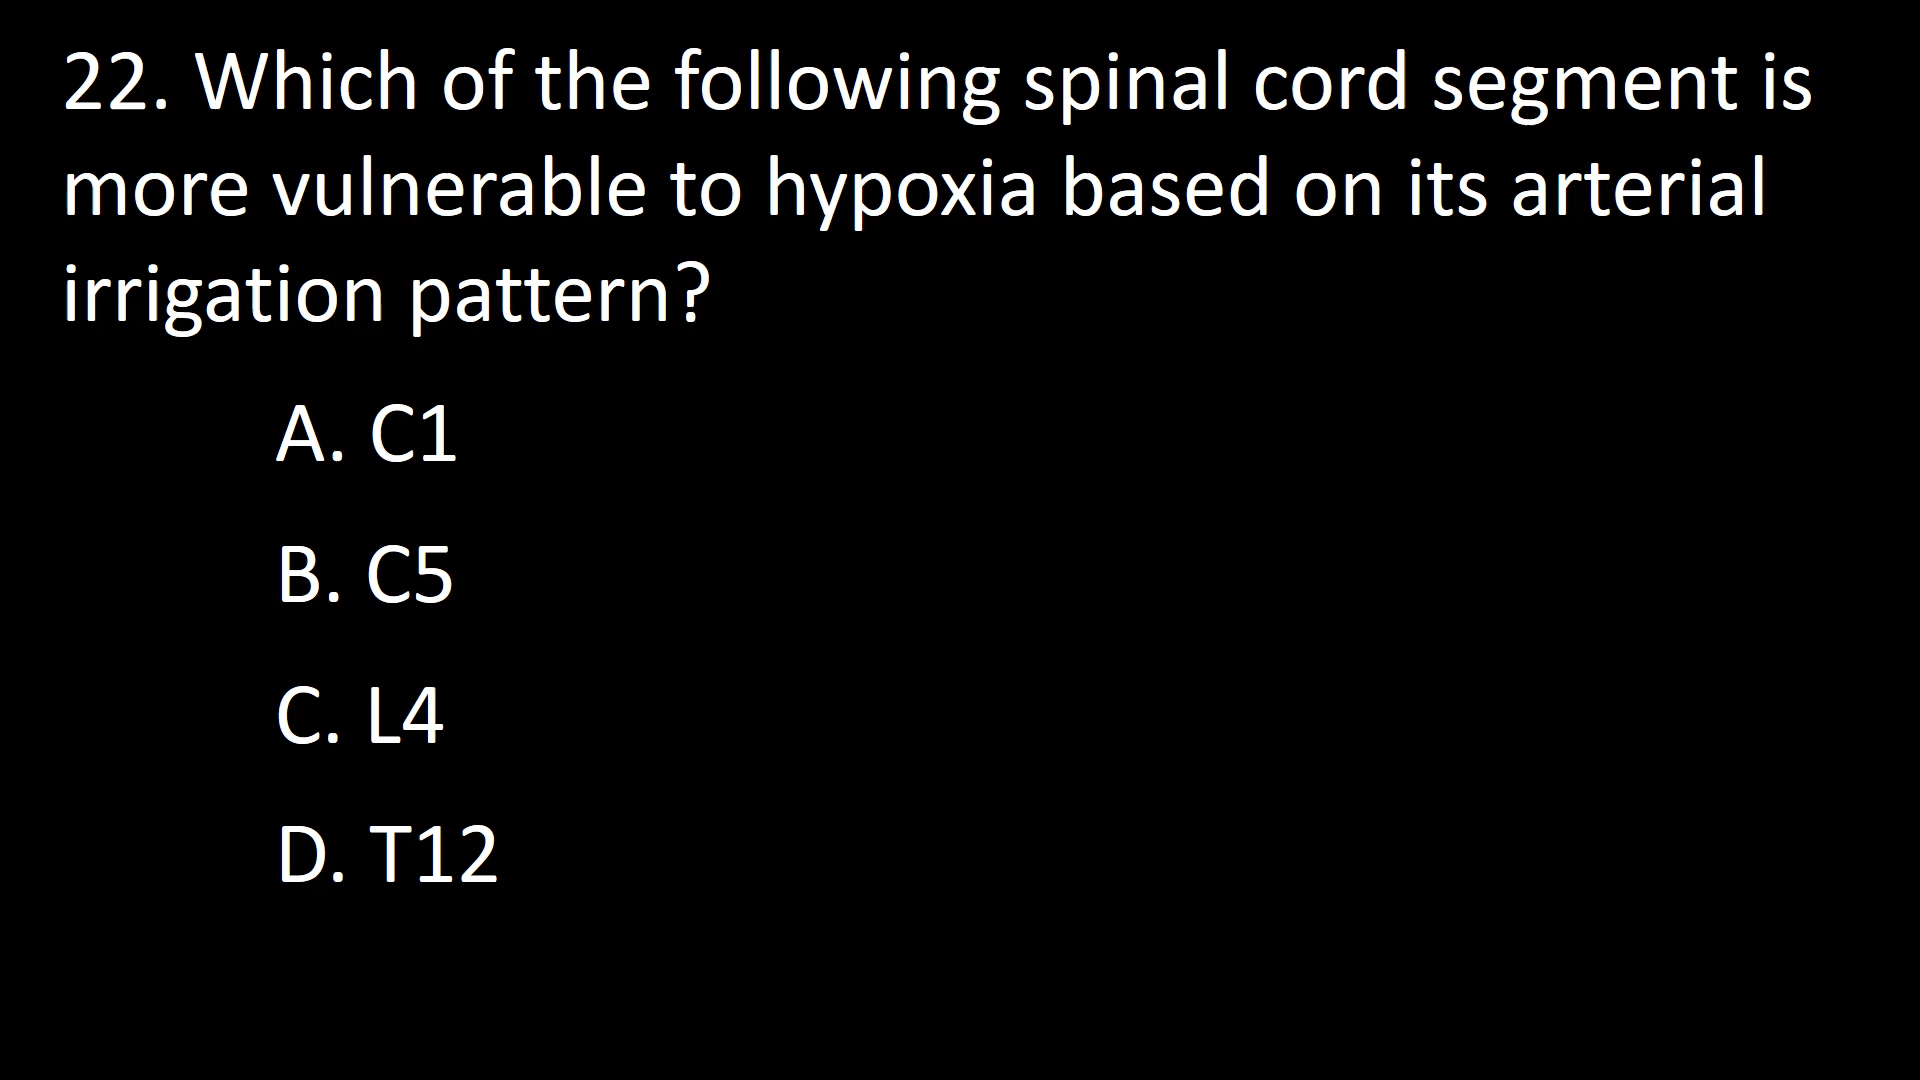 22. Which of the following spinal cord segment is
more vulnerable to hypoxia based on its arterial
irrigation pattern?
A. C1
B. C5
C. L4
D. T12